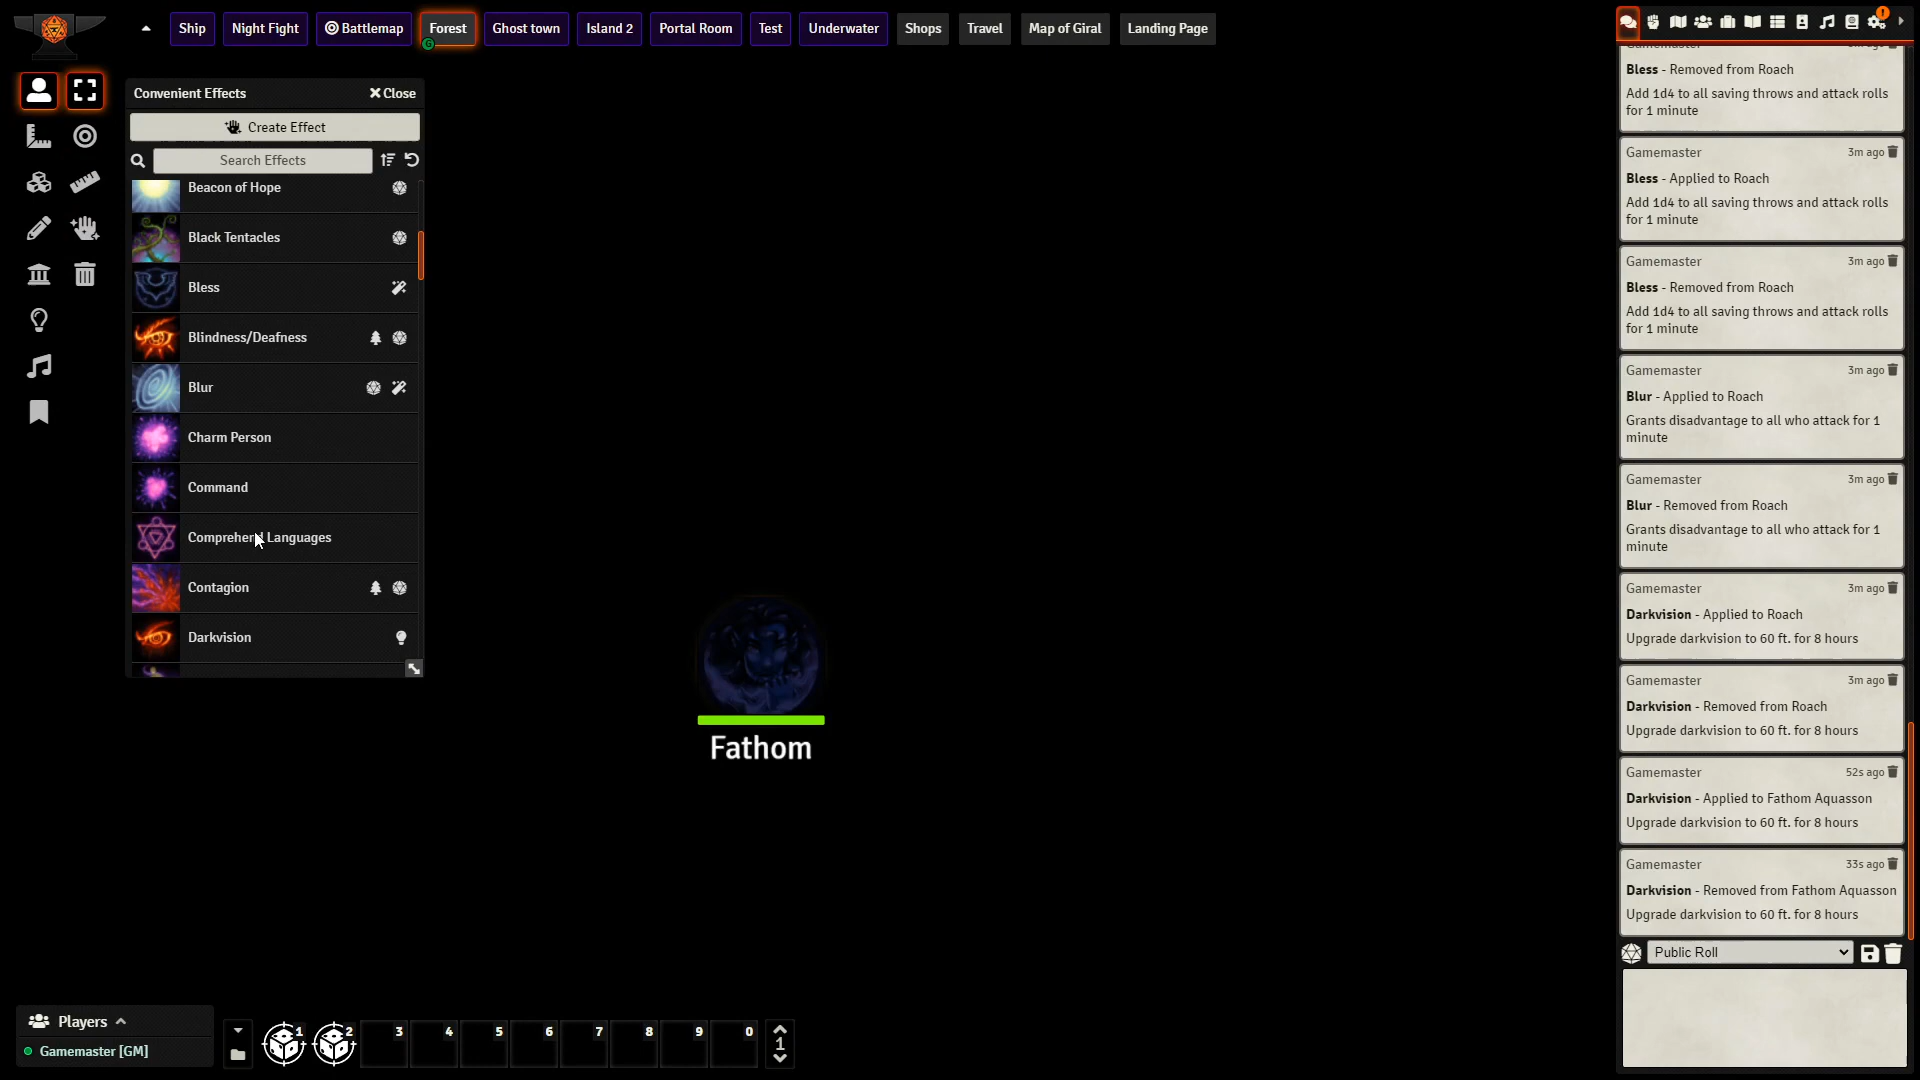 Ship
Night Fight
Battlemap
Forest
G
Ghost town
Island 2
Portal Room
Test
Underwater
Shops
Travel
Map of Giral
Landing Page
Convenient Effects
Close
Create Effect
Search Effects
Beacon of Hope
Black Tentacles
Bless
Blindness/Deafness
Blur
Charm Person
Command
Comprehend Languages
Contagion
Darkvision
Fathom
Players
Gamemaster [GM]
1
2
3
4
5
6
7
8
9
0
1
Gamemaster
Bless - Removed from Roach
Add 1d4 to all saving throws and attack rolls
for 1 minute
Gamemaster 3m ago
Bless - Applied to Roach
Add 1d4 to all saving throws and attack rolls
for 1 minute
Gamemaster 3m ago
Bless - Removed from Roach
Add 1d4 to all saving throws and attack rolls
for 1 minute
Gamemaster 3m ago
Blur - Applied to Roach
Grants disadvantage to all who attack for 1
minute
Gamemaster 3m ago
Blur - Removed from Roach
Grants disadvantage to all who attack for 1
minute
Gamemaster 3m ago
Darkvision - Applied to Roach
Upgrade darkvision to 60 ft. for 8 hours
Gamemaster 3m ago
Darkvision - Removed from Roach
Upgrade darkvision to 60 ft. for 8 hours
Gamemaster 52s ago
Darkvision - Applied to Fathom Aquasson
Upgrade darkvision to 60 ft. for 8 hours
Gamemaster 33s ago
Darkvision - Removed from Fathom Aquasson
Upgrade darkvision to 60 ft. for 8 hours
Public Roll